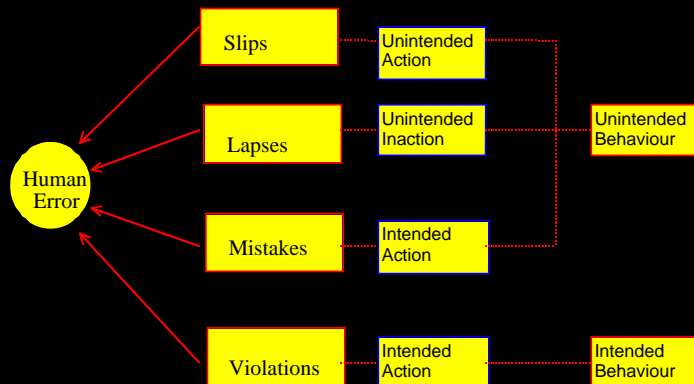 Slips
Unintended
Action
Lapses
Unintended
Inaction
Unintended
Behaviour
Human
Error
Mistakes
Intended
Action
Violations
Intended
Action
Intended
Behaviour